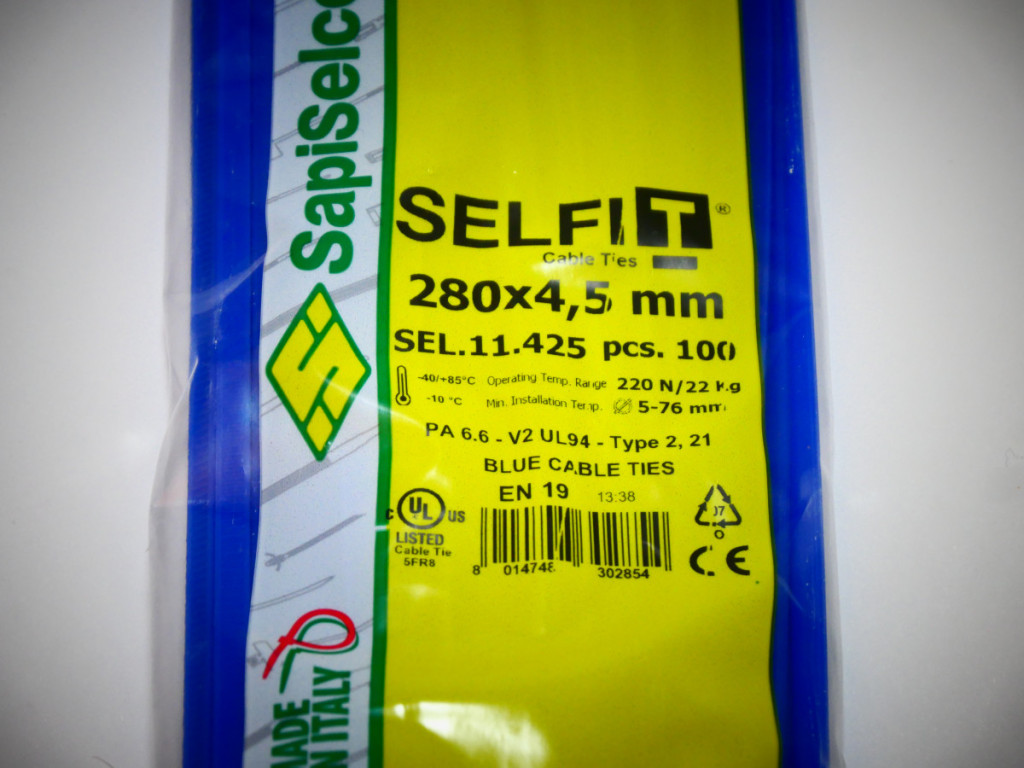 SapiSelco
SELFIT®
Cable Ties
280x4,5 mm
SEL.11.425 pcs. 100
-40/+85°C Operating Temp. Range 220 N/22 Kg
-10 °C Min. Installation Temp. Ø 5-76 mm
PA 6.6 - V2 UL94 - Type 2, 21
BLUE CABLE TIES
EN 19 13:38
c UL US
LISTED
Cable Tie
5FR8
8 014748 302854
07
O
CE
MADE
IN ITALY